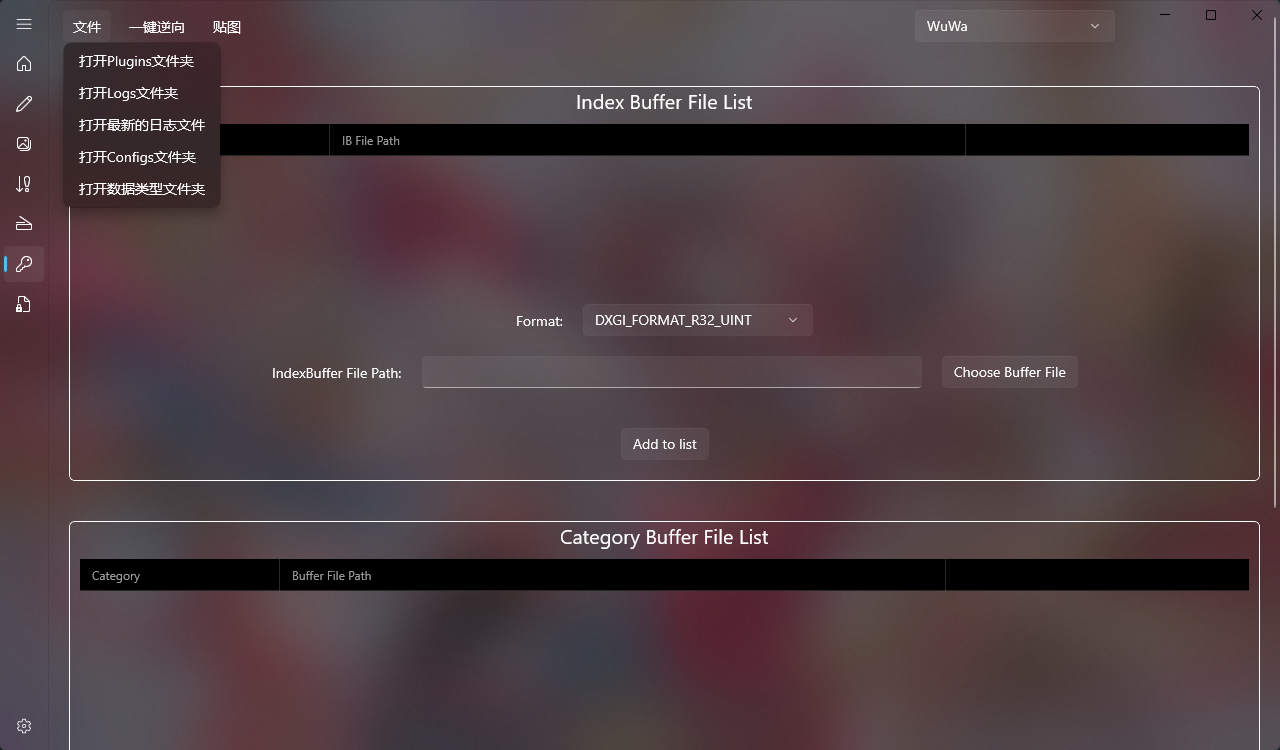 文件 一键逆向 贴图 WuWa
打开Plugins文件夹
打开Logs文件夹
打开最新的日志文件
打开Configs文件夹
打开数据类型文件夹
Index Buffer File List
IB File Path
Format: DXGI_FORMAT_R32_UINT
IndexBuffer File Path: Choose Buffer File
Add to list
Category Buffer File List
Category Buffer File Path